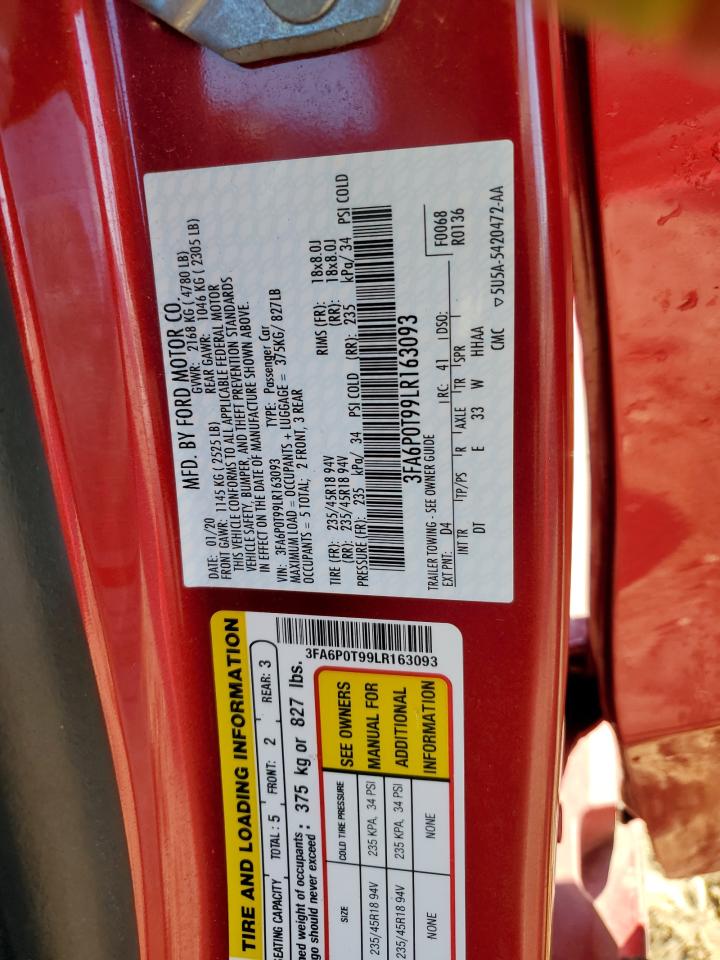 MFD. BY FORD MOTOR CO.
DATE: 01/20 GVWR: 2168 KG ( 4780 LB)
FRONT GAWR: 1145 KG ( 2525 LB) REAR GAWR: 1046 KG ( 2305 LB)
THIS VEHICLE CONFORMS TO ALL APPLICABLE FEDERAL MOTOR
VEHICLE SAFETY, BUMPER, AND THEFT PREVENTION STANDARDS
IN EFFECT ON THE DATE OF MANUFACTURE SHOWN ABOVE.
VIN: 3FA6P0T99LR163093 TYPE: Passenger Car
MAXIMUM LOAD = OCCUPANTS + LUGGAGE = 375KG/ 827LB
OCCUPANTS = 5 TOTAL; 2 FRONT, 3 REAR
TIRE (FR): 235/45R18 94V RIMS (FR): 18x8.0J
(RR): 235/45R18 94V (RR): 18x8.0J
PRESSURE (FR): 235 kPa/ 34 PSI COLD (RR): 235 kPa/ 34 PSI COLD
3FA6P0T99LR163093
TRAILER TOWING - SEE OWNER GUIDE F0068
EXT PNT: D4 RC: 41 DSO: R0136
INT TR TP/PS R AXLE TR SPR
DT E 33 W HHAA
CMC 5U5A-5420472-AA
TIRE AND LOADING INFORMATION
EATING CAPACITY TOTAL: 5 FRONT: 2 REAR: 3
ned weight of occupants
go should never exceed : 375 kg or 827 lbs.
3FA6P0T99LR163093
SIZE COLD TIRE PRESSURE
235/45R18 94V 235 KPA, 34 PSI
235/45R18 94V 235 KPA, 34 PSI
NONE NONE
SEE OWNERS
MANUAL FOR
ADDITIONAL
INFORMATION